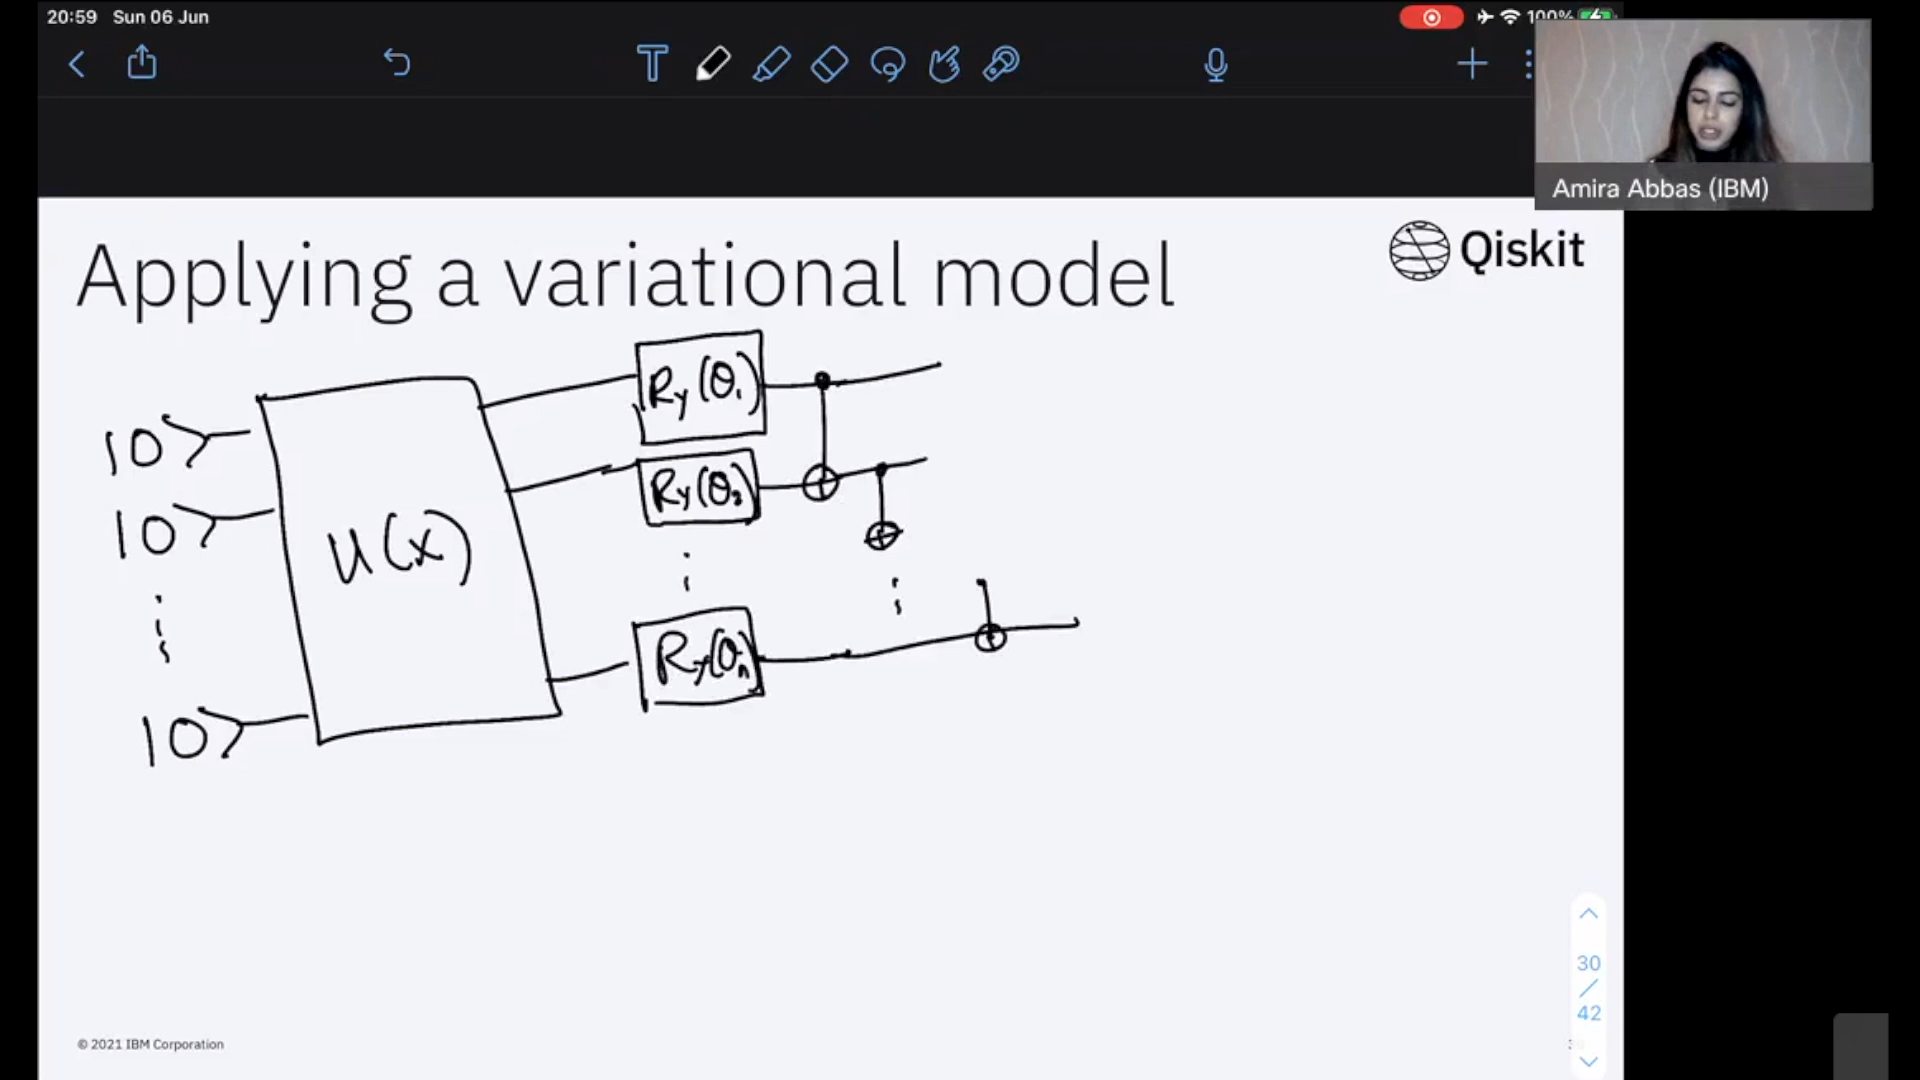 20:59 Sun 06 Jun
100%
Amira Abbas (IBM)
Applying a variational model
Qiskit
Ry(θ1)
|0⟩
Ry(θ2)
|0⟩
U(x)
Ry(θn)
|0⟩
30
/
42
© 2021 IBM Corporation